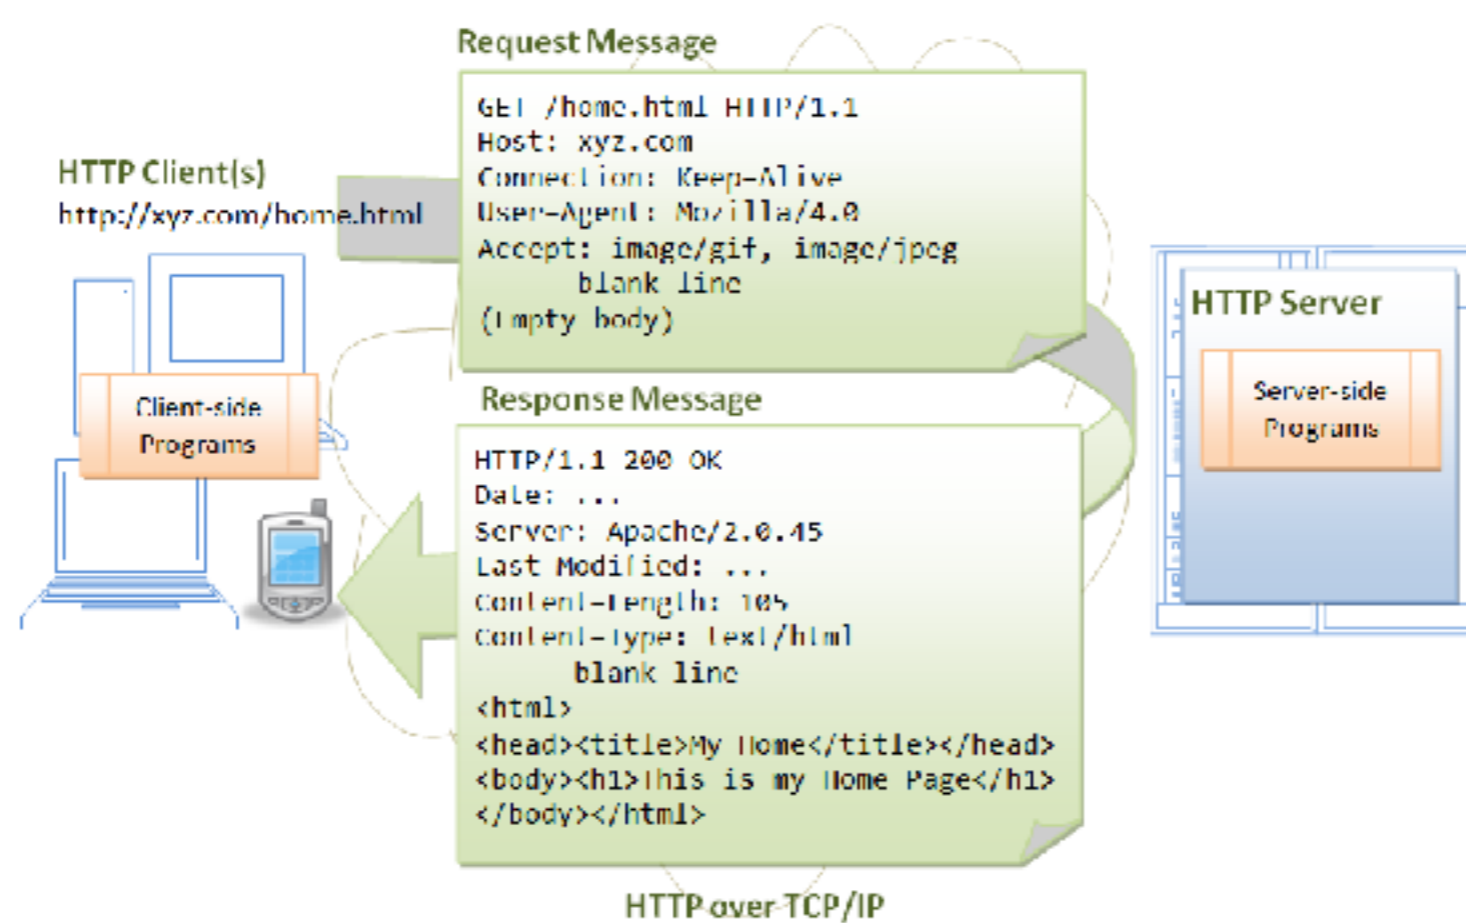 Request Message
GET /home.html HTTP/1.1
Host: xyz.com
Connection: Keep-Alive
User-Agent: Mozilla/4.0
Accept: image/gif, image/jpeg
blank line
(Empty body)
HTTP Client(s)
http://xyz.com/home.html
Client-side
Programs
HTTP Server
Server-side
Programs
Response Message
HTTP/1.1 200 OK
Date: ...
Server: Apache/2.0.45
Last-Modified: ...
Content-Length: 105
Content-Type: text/html
blank line
<html>
<head><title>My Home</title></head>
<body><h1>This is my Home Page</h1>
</body></html>
HTTP over TCP/IP